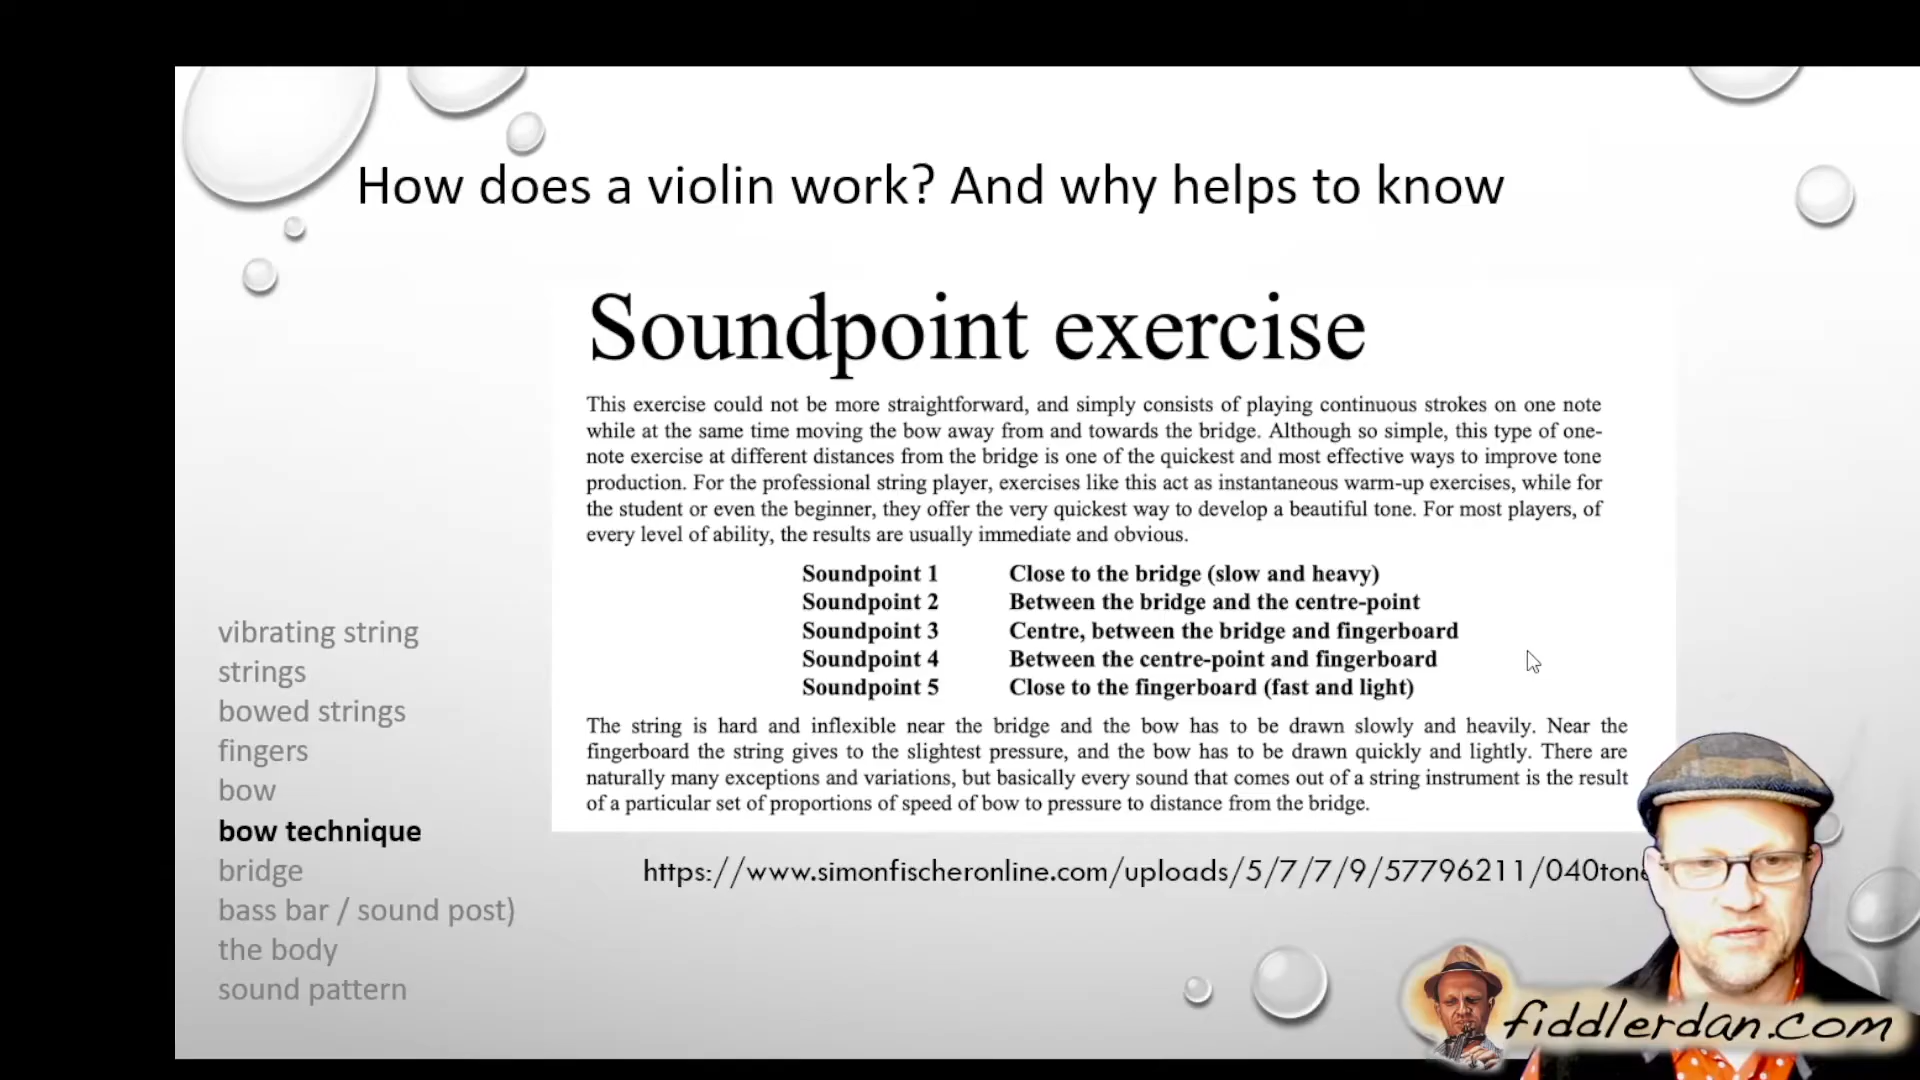 How does a violin work? And why helps to know
Soundpoint exercise
This exercise could not be more straightforward, and simply consists of playing continuous strokes on one note
while at the same time moving the bow away from and towards the bridge. Although so simple, this type of one-
note exercise at different distances from the bridge is one of the quickest and most effective ways to improve tone
production. For the professional string player, exercises like this act as instantaneous warm-up exercises, while for
the student or even the beginner, they offer the very quickest way to develop a beautiful tone. For most players, of
every level of ability, the results are usually immediate and obvious.
Soundpoint 1 Close to the bridge (slow and heavy)
Soundpoint 2 Between the bridge and the centre-point
Soundpoint 3 Centre, between the bridge and fingerboard
Soundpoint 4 Between the centre-point and fingerboard
Soundpoint 5 Close to the fingerboard (fast and light)
The string is hard and inflexible near the bridge and the bow has to be drawn slowly and heavily. Near the
fingerboard the string gives to the slightest pressure, and the bow has to be drawn quickly and lightly. There are
naturally many exceptions and variations, but basically every sound that comes out of a string instrument is the result
of a particular set of proportions of speed of bow to pressure to distance from the bridge.
vibrating string
strings
bowed strings
fingers
bow
bow technique
bridge
bass bar / sound post)
the body
sound pattern
https://www.simonfischeronline.com/uploads/5/7/7/9/57796211/040tone
fiddlerdan.com